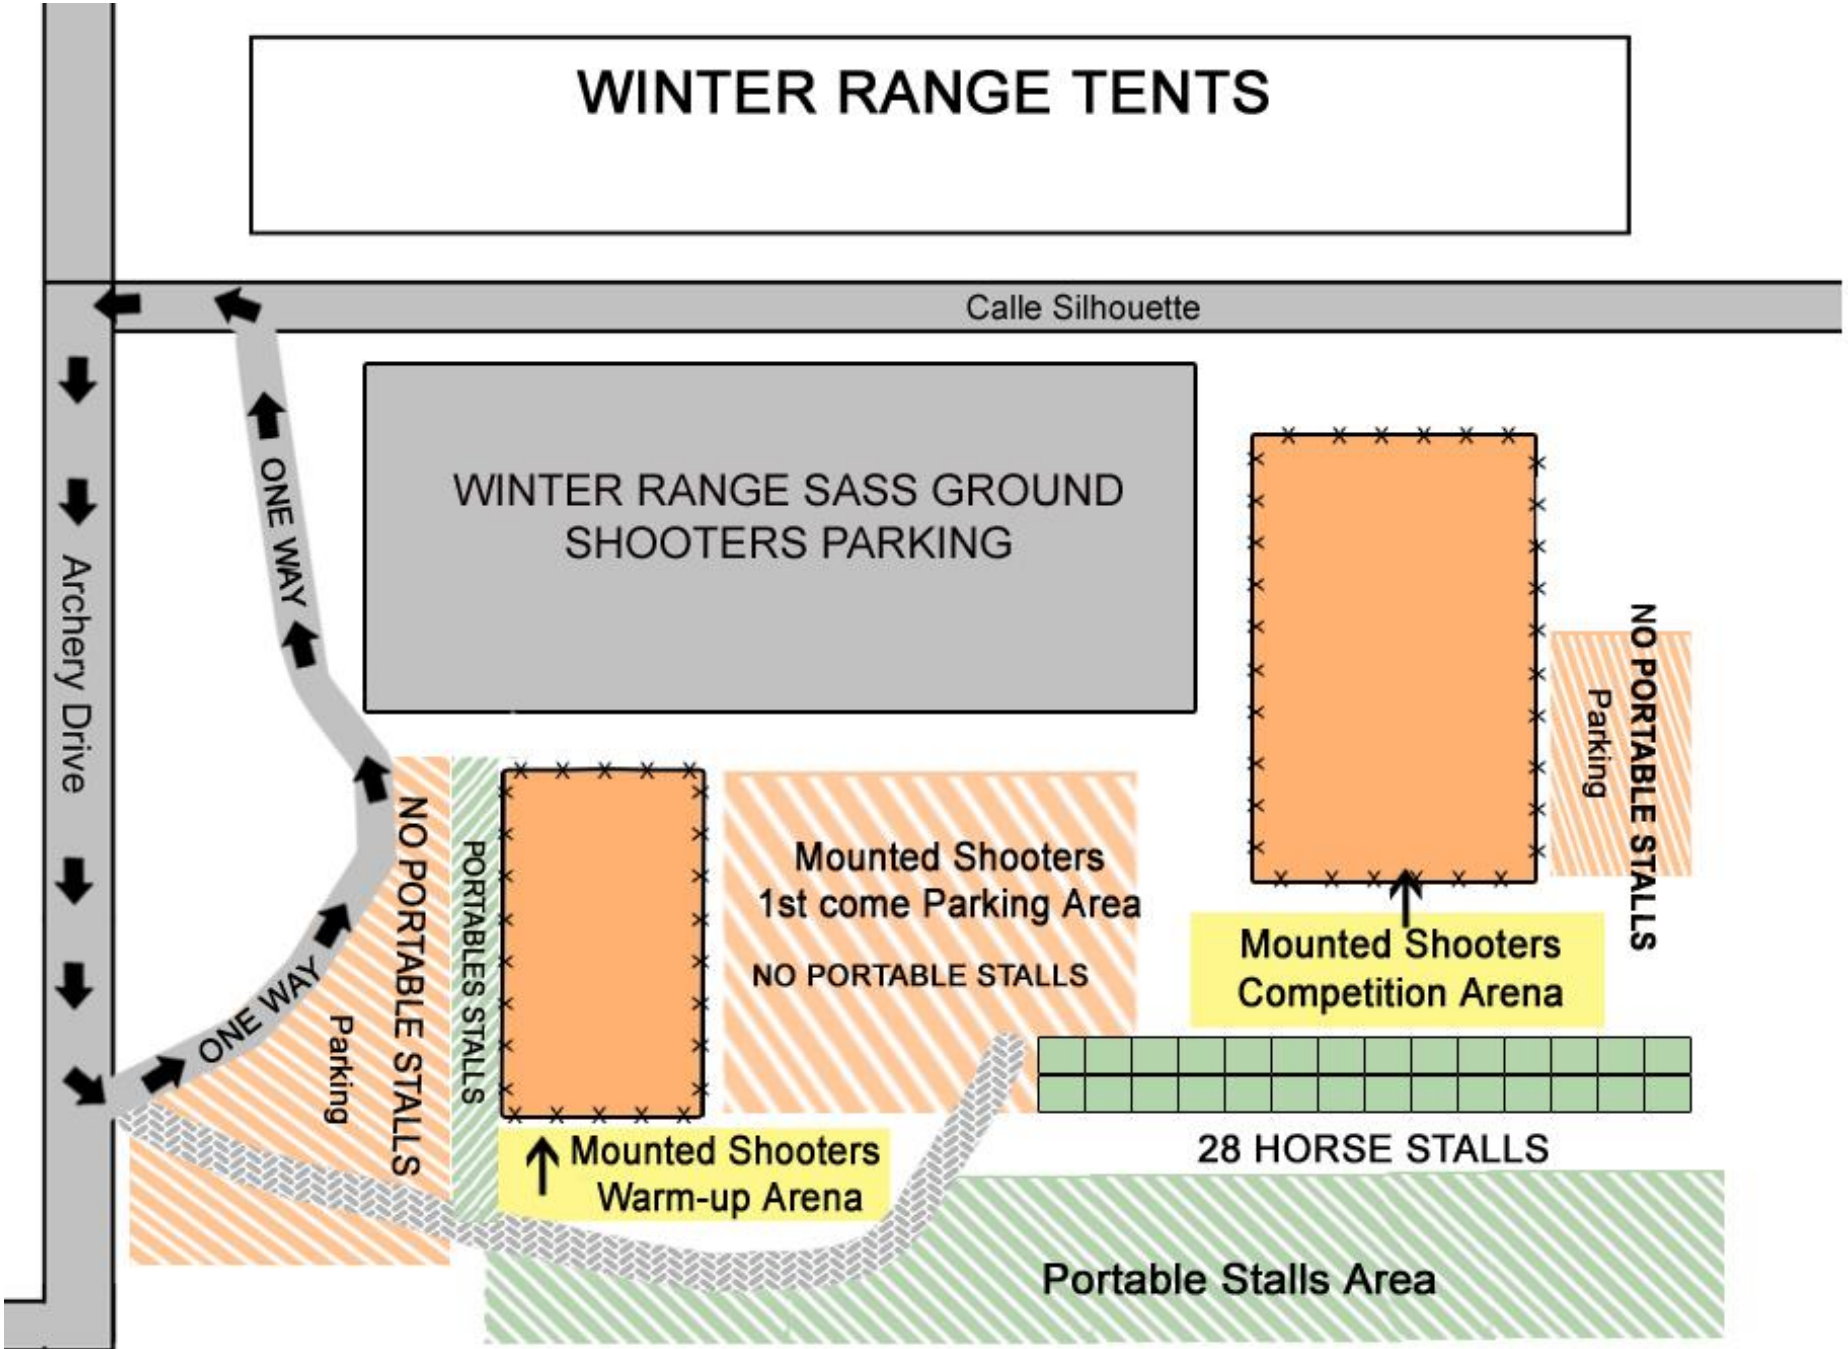 WINTER RANGE TENTS
Calle Silhouette
WINTER RANGE SASS GROUND
SHOOTERS PARKING
ONE WAY
Archery Drive
NO PORTABLE STALLS
Parking
NO PORTABLE STALLS
PORTABLES STALLS
Mounted Shooters
1st come Parking Area
NO PORTABLE STALLS
Mounted Shooters
Competition Arena
ONE WAY
Parking
28 HORSE STALLS
Mounted Shooters
Warm-up Arena
Portable Stalls Area